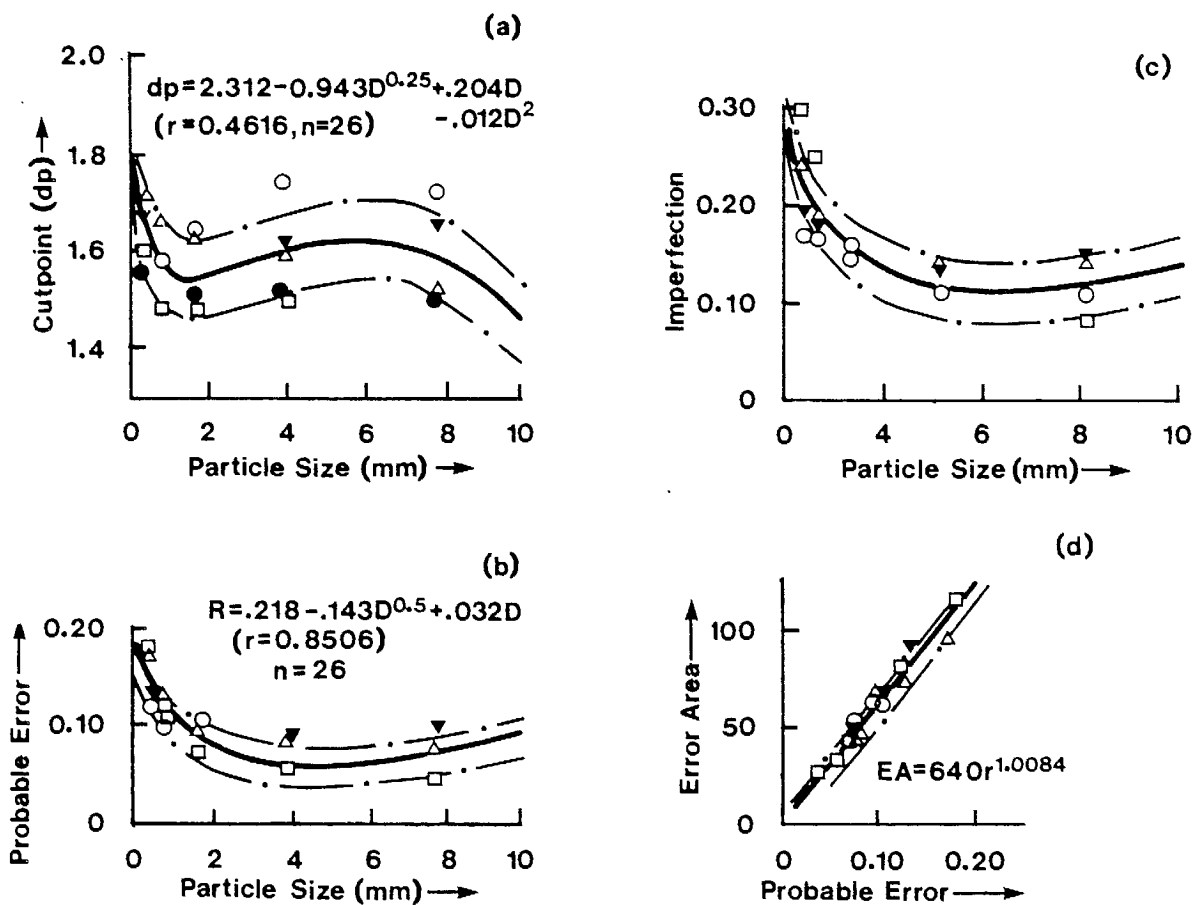 (a)
2.0
1.8
1.6
1.4
Cutpoint (dp)
dp=2.312-0.943D^0.25+.204D
-.012D^2
(r=0.4616,n=26)
0 2 4 6 8 10
Particle Size (mm)
(c)
0.30
0.20
0.10
0
Imperfection
0 4 6 8 10
Particle Size (mm)
(b)
0.20
0.10
0
Probable Error
R=.218-.143D^0.5+.032D
(r=0.8506)
n=26
0 2 4 6 8 10
Particle Size (mm)
(d)
100
50
0
Error Area
EA=640r^1.0084
0 0.10 0.20
Probable Error